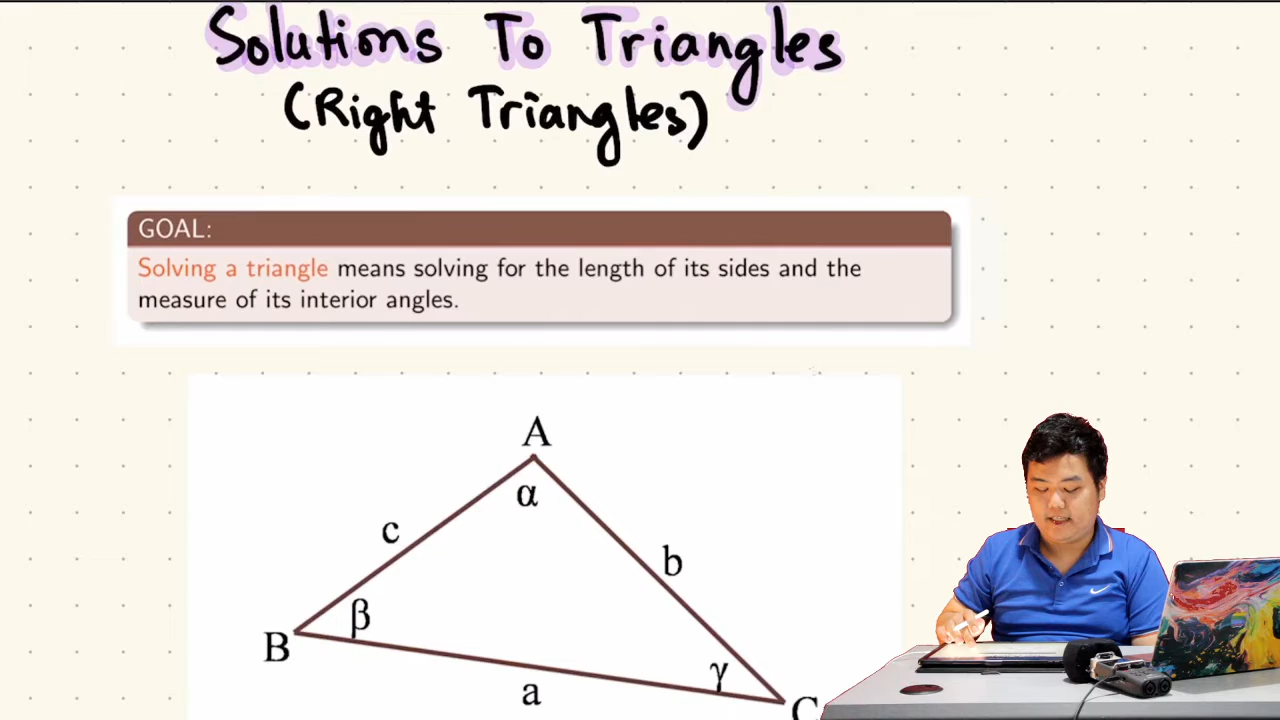 Solutions To Triangles
(Right Triangles)
GOAL:
Solving a triangle means solving for the length of its sides and the
measure of its interior angles.
A
α
c
b
β
B
γ
a
C